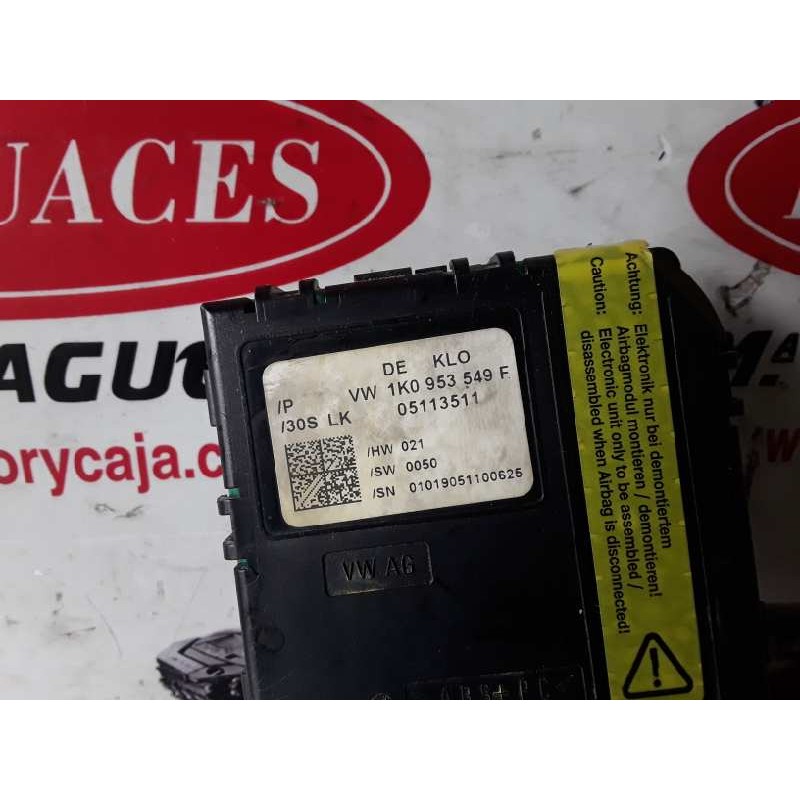 UACES
AGU
M.A
orycaja.com
DE KLO
/P VW 1K0 953 549 F
/30S LK 05113511
/HW 021
/SW 0050
/SN 01019051100625
VW AG
Achtung: Elektronik nur bei demontiertem
Airbagmodul montieren / demontieren!
Caution: Electronic unit only to be assembled /
disassembled when Airbag is disconnected!